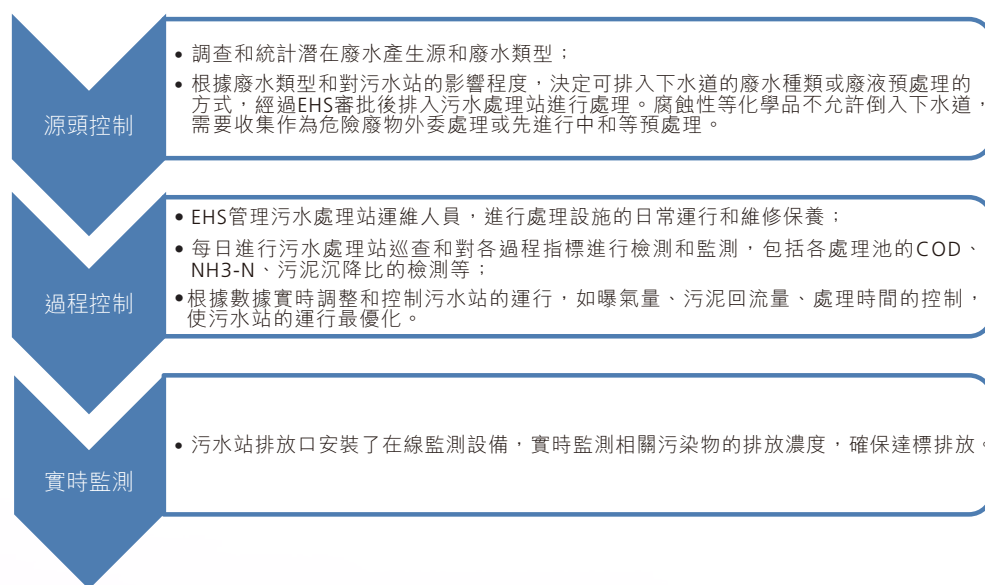 源頭控制
• 調查和統計潛在廢水產生源和廢水類型；
• 根據廢水類型和對污水站的影響程度，決定可排入下水道的廢水種類或廢液預處理的
方式，經過EHS審批後排入污水處理站進行處理。腐蝕性等化學品不允許倒入下水道，
需要收集作為危險廢物外委處理或先進行中和等預處理。
過程控制
• EHS管理污水處理站運維人員，進行處理設施的日常運行和維修保養；
• 每日進行污水處理站巡查和對各過程指標進行檢測和監測，包括各處理池的COD、
NH3-N、污泥沉降比的檢測等；
• 根據數據實時調整和控制污水站的運行，如曝氣量、污泥回流量、處理時間的控制，
使污水站的運行最優化。
實時監測
• 污水站排放口安裝了在線監測設備，實時監測相關污染物的排放濃度，確保達標排放。